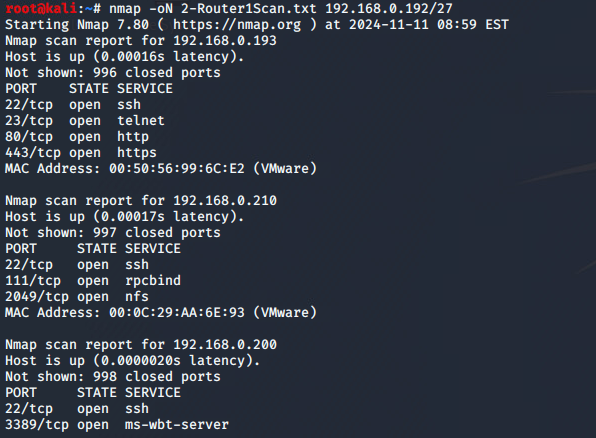 root@kali:~# nmap -oN 2-Router1Scan.txt 192.168.0.192/27
Starting Nmap 7.80 ( https://nmap.org ) at 2024-11-11 08:59 EST
Nmap scan report for 192.168.0.193
Host is up (0.00016s latency).
Not shown: 996 closed ports
PORT    STATE SERVICE
22/tcp  open  ssh
23/tcp  open  telnet
80/tcp  open  http
443/tcp open  https
MAC Address: 00:50:56:99:6C:E2 (VMware)

Nmap scan report for 192.168.0.210
Host is up (0.00017s latency).
Not shown: 997 closed ports
PORT     STATE SERVICE
22/tcp   open  ssh
111/tcp  open  rpcbind
2049/tcp open  nfs
MAC Address: 00:0C:29:AA:6E:93 (VMware)

Nmap scan report for 192.168.0.200
Host is up (0.0000020s latency).
Not shown: 998 closed ports
PORT     STATE SERVICE
22/tcp   open  ssh
3389/tcp open  ms-wbt-server